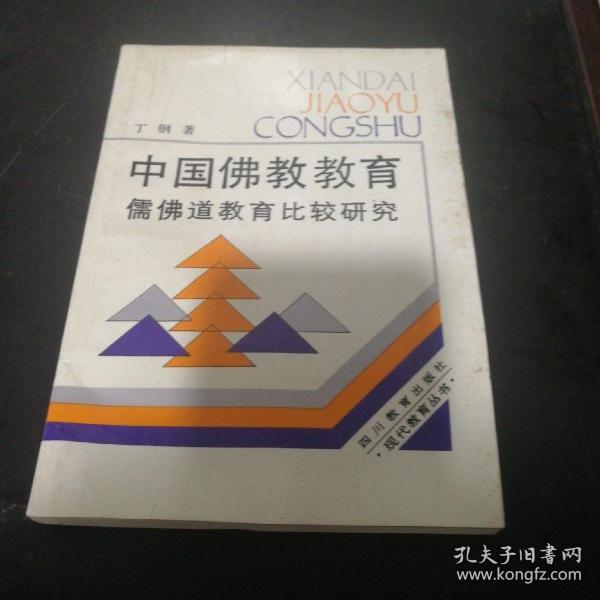 XIANDAI
JIAOYU
CONGSHU
丁钢著
中国佛教教育
儒佛道教育比较研究
四川教育出版社
·现代教育丛书·
孔夫子旧书网
www.kongfz.com